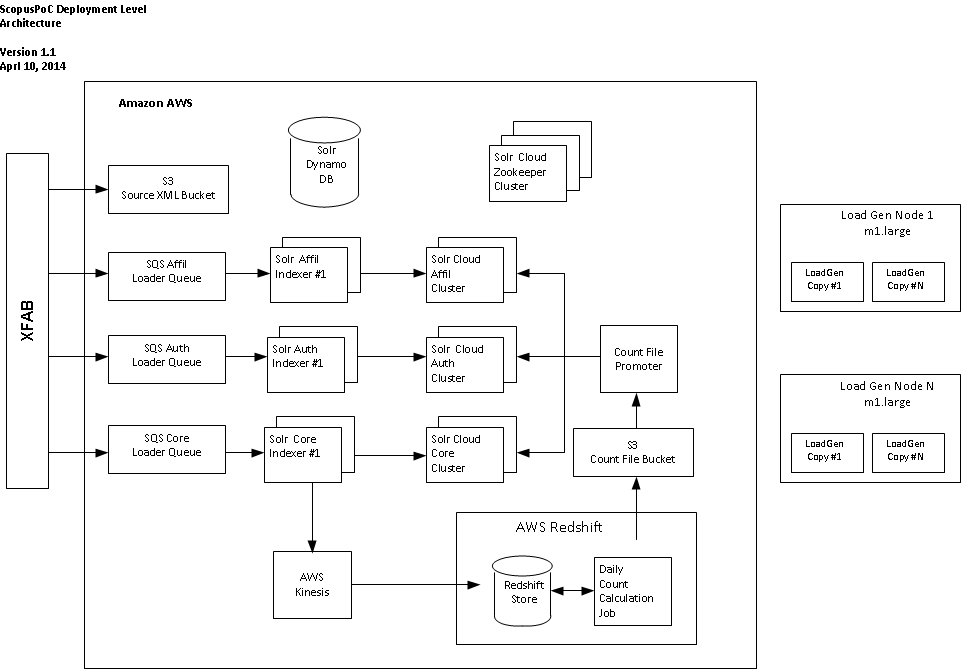 ScopusPoC Deployment Level
Architecture
Version 1.1
Aprl 10, 2014
Amazon AWS
XFAB
S3
Source XML Bucket
Solr
Dynamo
DB
Solr Cloud
Zookeeper
Cluster
SQS Affil
Loader Queue
Solr Affil
Indexer #1
Solr Cloud
Affil
Cluster
SQS Auth
Loader Queue
Solr Auth
Indexer #1
Solr Cloud
Auth
Cluster
Count File
Promoter
SQS Core
Loader Queue
Solr Core
Indexer #1
Solr Cloud
Core
Cluster
S3
Count File Bucket
AWS
Kinesis
AWS Redshift
Redshift
Store
Daily
Count
Calculation
Job
Load Gen Node 1
m1.large
LoadGen
Copy #1
LoadGen
Copy #N
Load Gen Node N
m1.large
LoadGen
Copy #1
LoadGen
Copy #N